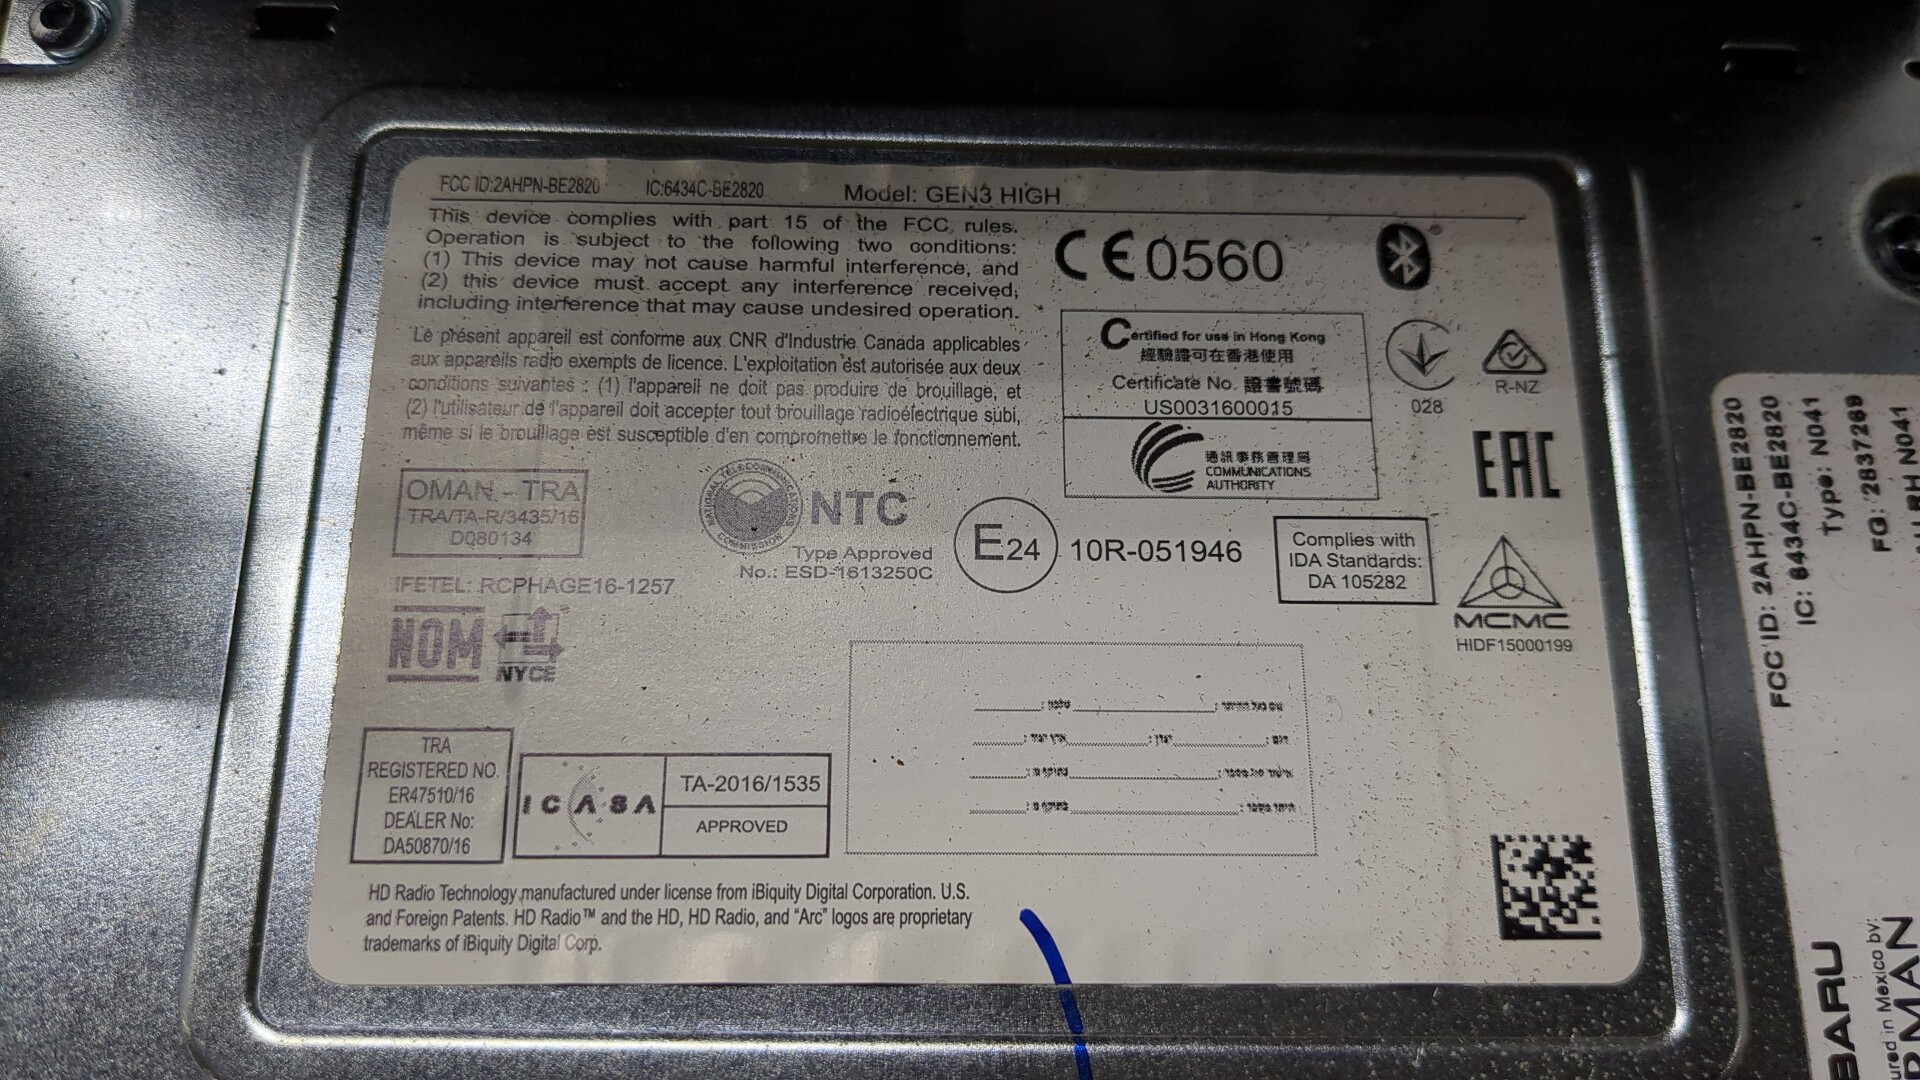 FCC ID:2AHPN-BE2820 IC:6434C-BE2820 Model: GEN3 HIGH
This device complies with part 15 of the FCC rules.
Operation is subject to the following two conditions:
(1) This device may not cause harmful interference, and
(2) this device must accept any interference received,
including interference that may cause undesired operation.
Le présent appareil est conforme aux CNR d'Industrie Canada applicables
aux appareils radio exempts de licence. L'exploitation est autorisée aux deux
conditions suivantes : (1) l'appareil ne doit pas produire de brouillage, et
(2) l'utilisateur de l'appareil doit accepter tout brouillage radioélectrique subi,
même si le brouillage est susceptible d'en compromettre le fonctionnement.
CE0560
Certified for use in Hong Kong
經驗證可在香港使用
Certificate No. 證書號碼
US0031600015
通訊事務管理局
COMMUNICATIONS
AUTHORITY
028
R-NZ
EAC
OMAN - TRA
TRA/TA-R/3435/16
D080134
NATIONAL TELECOMMUNICATIONS
COMMISSION
NTC
Type Approved
No.: ESD-1613250C
E24 10R-051946
Complies with
IDA Standards:
DA 105282
MCMC
HIDF15000199
IFETEL: RCPHAGE16-1257
NOM NYCE
TRA
REGISTERED NO.
ER47510/16
DEALER No:
DA50870/16
ICASA
TA-2016/1535
APPROVED
HD Radio Technology manufactured under license from iBiquity Digital Corporation. U.S.
and Foreign Patents. HD Radio™ and the HD, HD Radio, and “Arc” logos are proprietary
trademarks of iBiquity Digital Corp.
FCC ID: 2AHPN-BE2820
IC: 6434C-BE2820
Type: N041
FG: 2837269
RH N041
BARU
in Mexico by:
RMAN